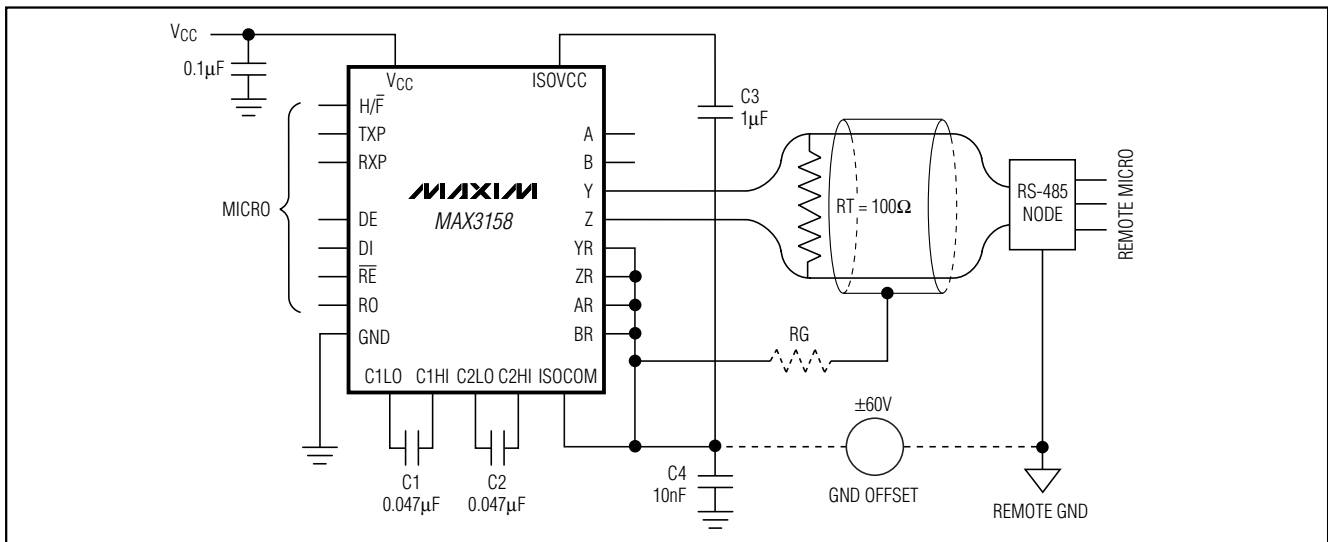 VCC
0.1µF
VCC
ISOVCC
C3
1µF
H/F̅
TXP
RXP
DE
DI
R̅E̅
RO
GND
MICRO
MAXIM
MAX3158
A
B
Y
Z
YR
ZR
AR
BR
C1LO C1HI C2LO C2HI ISOCOM
RT = 100Ω
RS-485
NODE
REMOTE MICRO
RG
±60V
GND OFFSET
C1
0.047µF
C2
0.047µF
C4
10nF
REMOTE GND